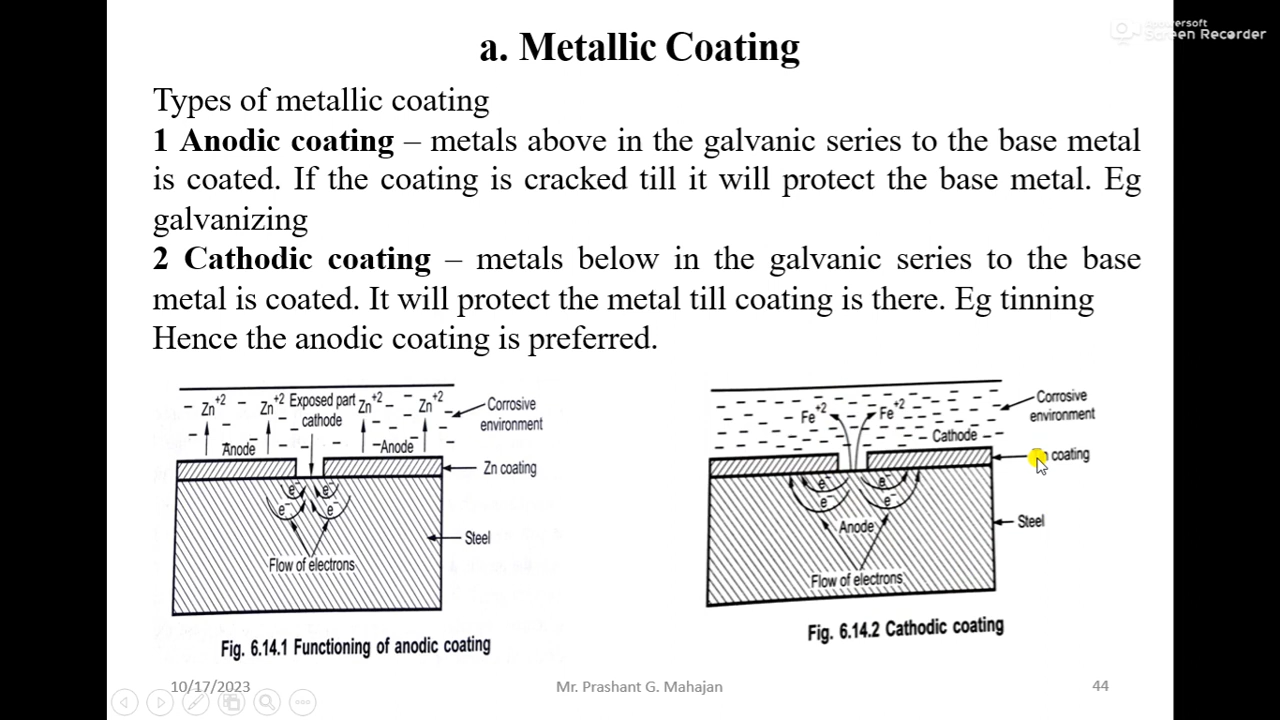 a. Metallic Coating
Screen Recorder
Types of metallic coating
1 Anodic coating – metals above in the galvanic series to the base metal
is coated. If the coating is cracked till it will protect the base metal. Eg
galvanizing
2 Cathodic coating – metals below in the galvanic series to the base
metal is coated. It will protect the metal till coating is there. Eg tinning
Hence the anodic coating is preferred.
Zn+2
Zn+2
Exposed part
cathode
Zn+2
Zn+2
Corrosive
environment
Anode
Anode
Zn coating
e-
e-
e-
e-
Steel
Flow of electrons
Fig. 6.14.1 Functioning of anodic coating
Fe+2
Fe+2
Corrosive
environment
Cathode
coating
e-
e-
e-
e-
Anode
Steel
Flow of electrons
Fig. 6.14.2 Cathodic coating
10/17/2023
Mr. Prashant G. Mahajan
44